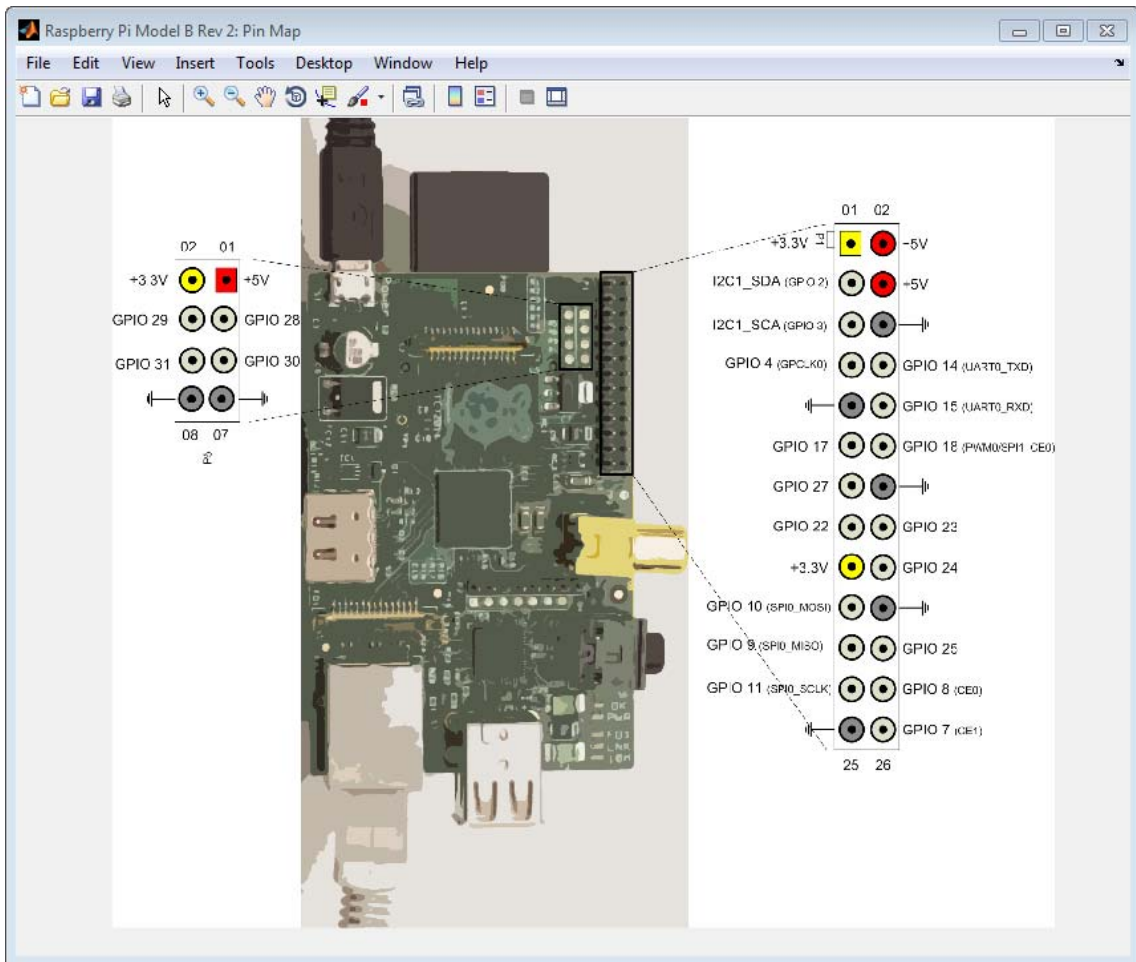 Raspberry Pi Model B Rev 2: Pin Map
File Edit View Insert Tools Desktop Window Help
01 02
+3.3V P1 +5V
I2C1_SDA (GPIO 2) +5V
I2C1_SCA (GPIO 3)
GPIO 4 (GPCLK0) GPIO 14 (UART0_TXD)
GPIO 15 (UART0_RXD)
GPIO 17 GPIO 18 (PWM0/SPI1_CE0)
GPIO 27
GPIO 22 GPIO 23
+3.3V GPIO 24
GPIO 10 (SPI0_MOSI)
GPIO 9 (SPI0_MISO) GPIO 25
GPIO 11 (SPI0_SCLK) GPIO 8 (CE0)
GPIO 7 (CE1)
25 26
02 01
+3.3V +5V
GPIO 29 GPIO 28
GPIO 31 GPIO 30
08 07